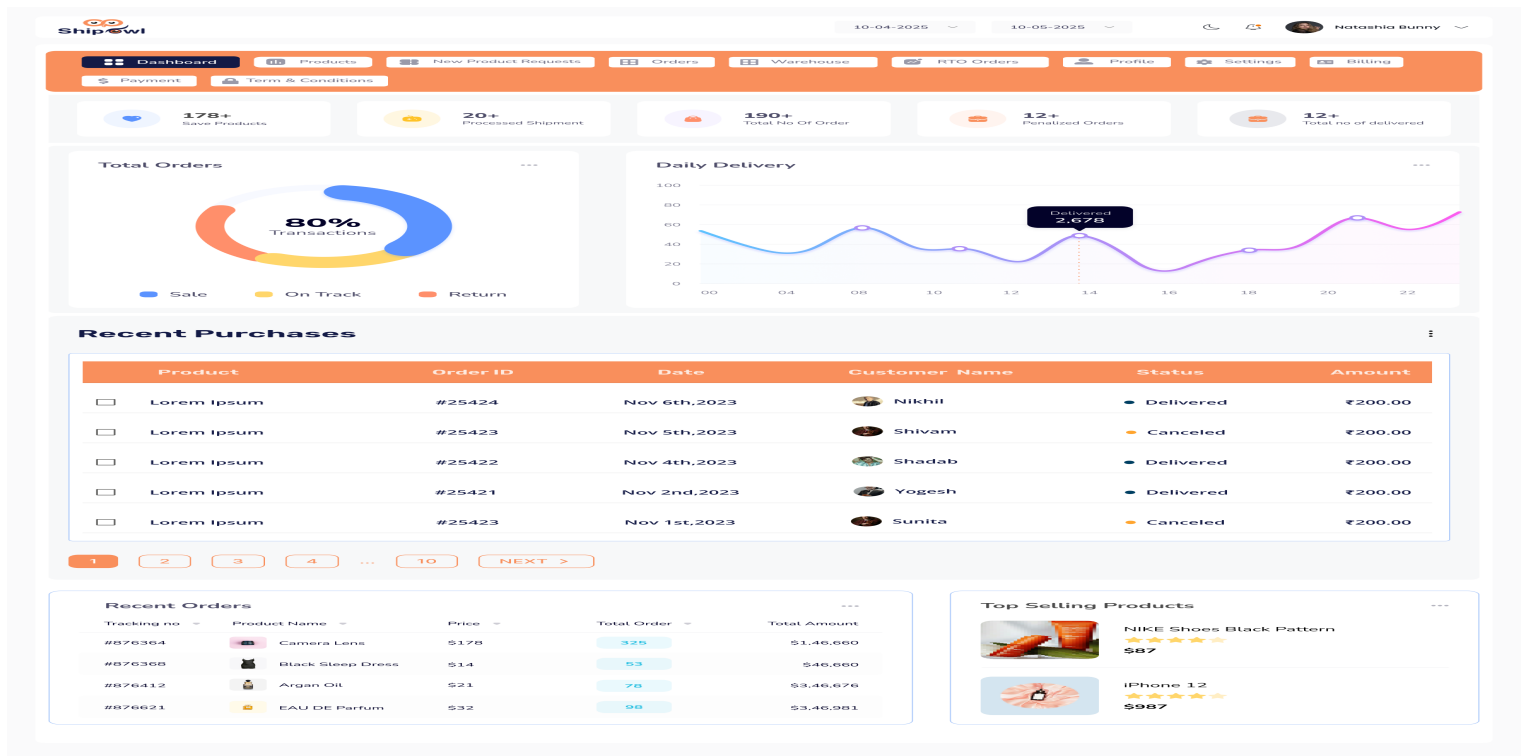 ShipOwl 10-04-2025 10-05-2025 Natashia Bunny
Dashboard Products New Product Requests Orders Warehouse RTO Orders Profile Settings Billing
Payment Term & Conditions
178+ 20+ 190+ 12+ 12+
Save Products Processed Shipment Total No Of Order Penalized Orders Total no of delivered
Total Orders
80%
Transactions
Sale On Track Return
Daily Delivery
100
80
60
40
20
0
Delivered
2,678
00 04 08 10 12 14 16 18 20 22
Recent Purchases
Product Order ID Date Customer Name Status Amount
Lorem Ipsum #25424 Nov 6th,2023 Nikhil Delivered ₹200.00
Lorem Ipsum #25423 Nov 5th,2023 Shivam Canceled ₹200.00
Lorem Ipsum #25422 Nov 4th,2023 Shadab Delivered ₹200.00
Lorem Ipsum #25421 Nov 2nd,2023 Yogesh Delivered ₹200.00
Lorem Ipsum #25423 Nov 1st,2023 Sunita Canceled ₹200.00
1 2 3 4 ... 10 NEXT >
Recent Orders
Tracking no Product Name Price Total Order Total Amount
#876364 Camera Lens $178 325 $1,46,660
#876368 Black Sleep Dress $14 53 $46,660
#876412 Argan Oil $21 78 $3,46,676
#876621 EAU DE Parfum $32 98 $3,46,981
Top Selling Products
NIKE Shoes Black Pattern
$87
iPhone 12
$987